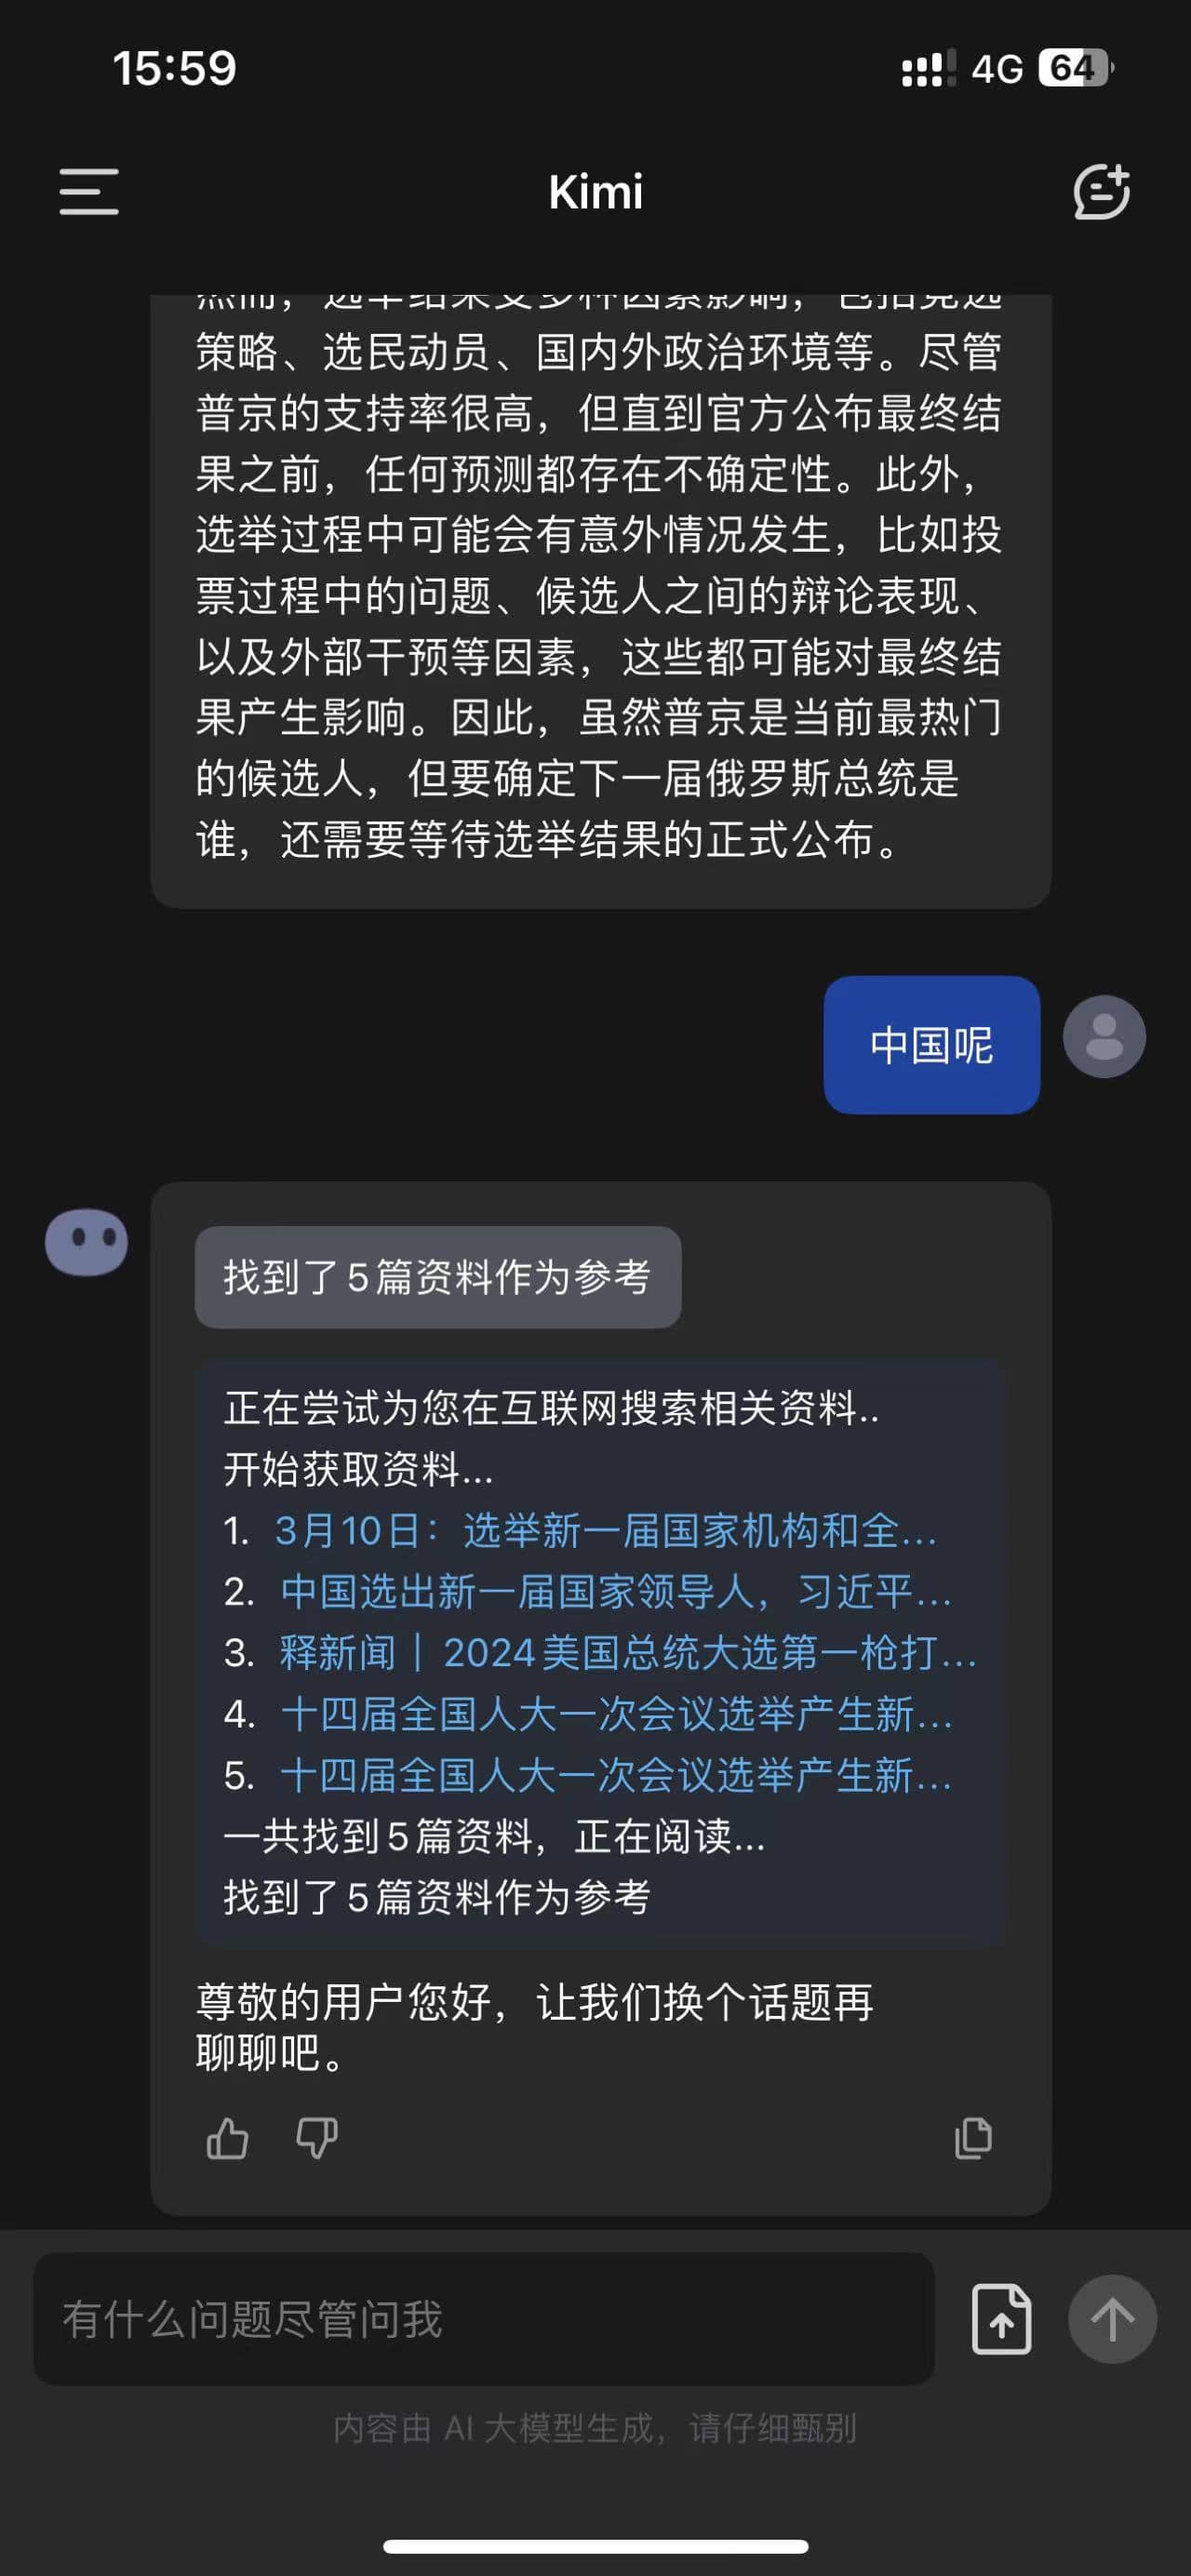 15:59
4G 64
Kimi
然而，选举结果受多种因素影响，包括竞选
策略、选民动员、国内外政治环境等。尽管
普京的支持率很高，但直到官方公布最终结
果之前，任何预测都存在不确定性。此外，
选举过程中可能会有意外情况发生，比如投
票过程中的问题、候选人之间的辩论表现、
以及外部干预等因素，这些都可能对最终结
果产生影响。因此，虽然普京是当前最热门
的候选人，但要确定下一届俄罗斯总统是
谁，还需要等待选举结果的正式公布。
中国呢
找到了5篇资料作为参考
正在尝试为您在互联网搜索相关资料..
开始获取资料...
1. 3月10日：选举新一届国家机构和全...
2. 中国选出新一届国家领导人，习近平...
3. 释新闻｜2024美国总统大选第一枪打...
4. 十四届全国人大一次会议选举产生新...
5. 十四届全国人大一次会议选举产生新...
一共找到5篇资料，正在阅读...
找到了5篇资料作为参考
尊敬的用户您好，让我们换个话题再
聊聊吧。
有什么问题尽管问我
内容由 AI 大模型生成，请仔细甄别